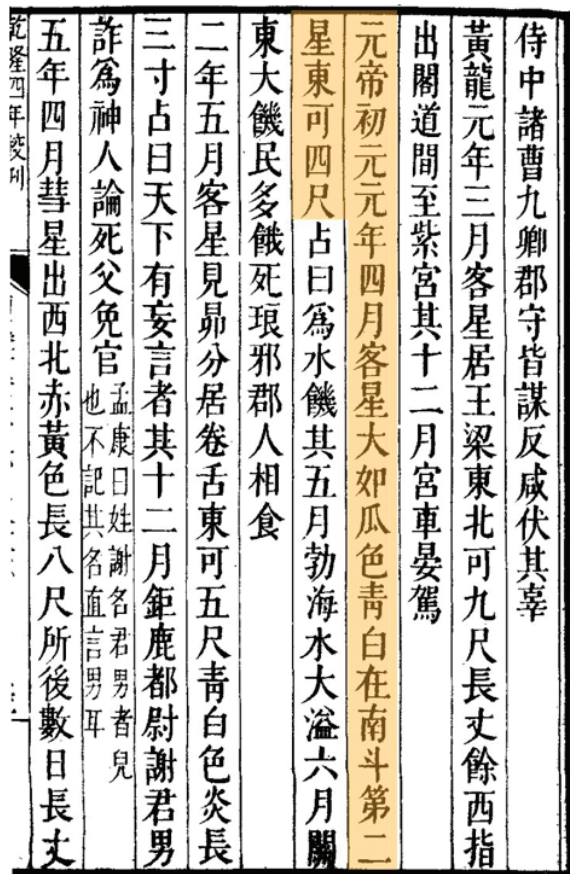 侍中諸曹九卿郡守皆謀反咸伏其辜
黃龍元年三月客星居王梁東北可九尺長丈餘西指
出閣道間至紫宮其十二月宮車晏駕
元帝初元元年四月客星大如瓜色靑白在南斗第二
星東可四尺占曰爲水饑其五月勃海水大溢六月關
東大饑民多餓死琅邪郡人相食
二年五月客星見昴分居卷舌東可五尺靑白色炎長
三寸占曰天下有妄言者其十二月鉅鹿都尉謝君男
詐爲神人論死父免官
孟康曰姓謝名君男者兒
也不記其名直言男耳
五年四月彗星出西北赤黃色長八尺所後數日長丈
乾隆四年校刊